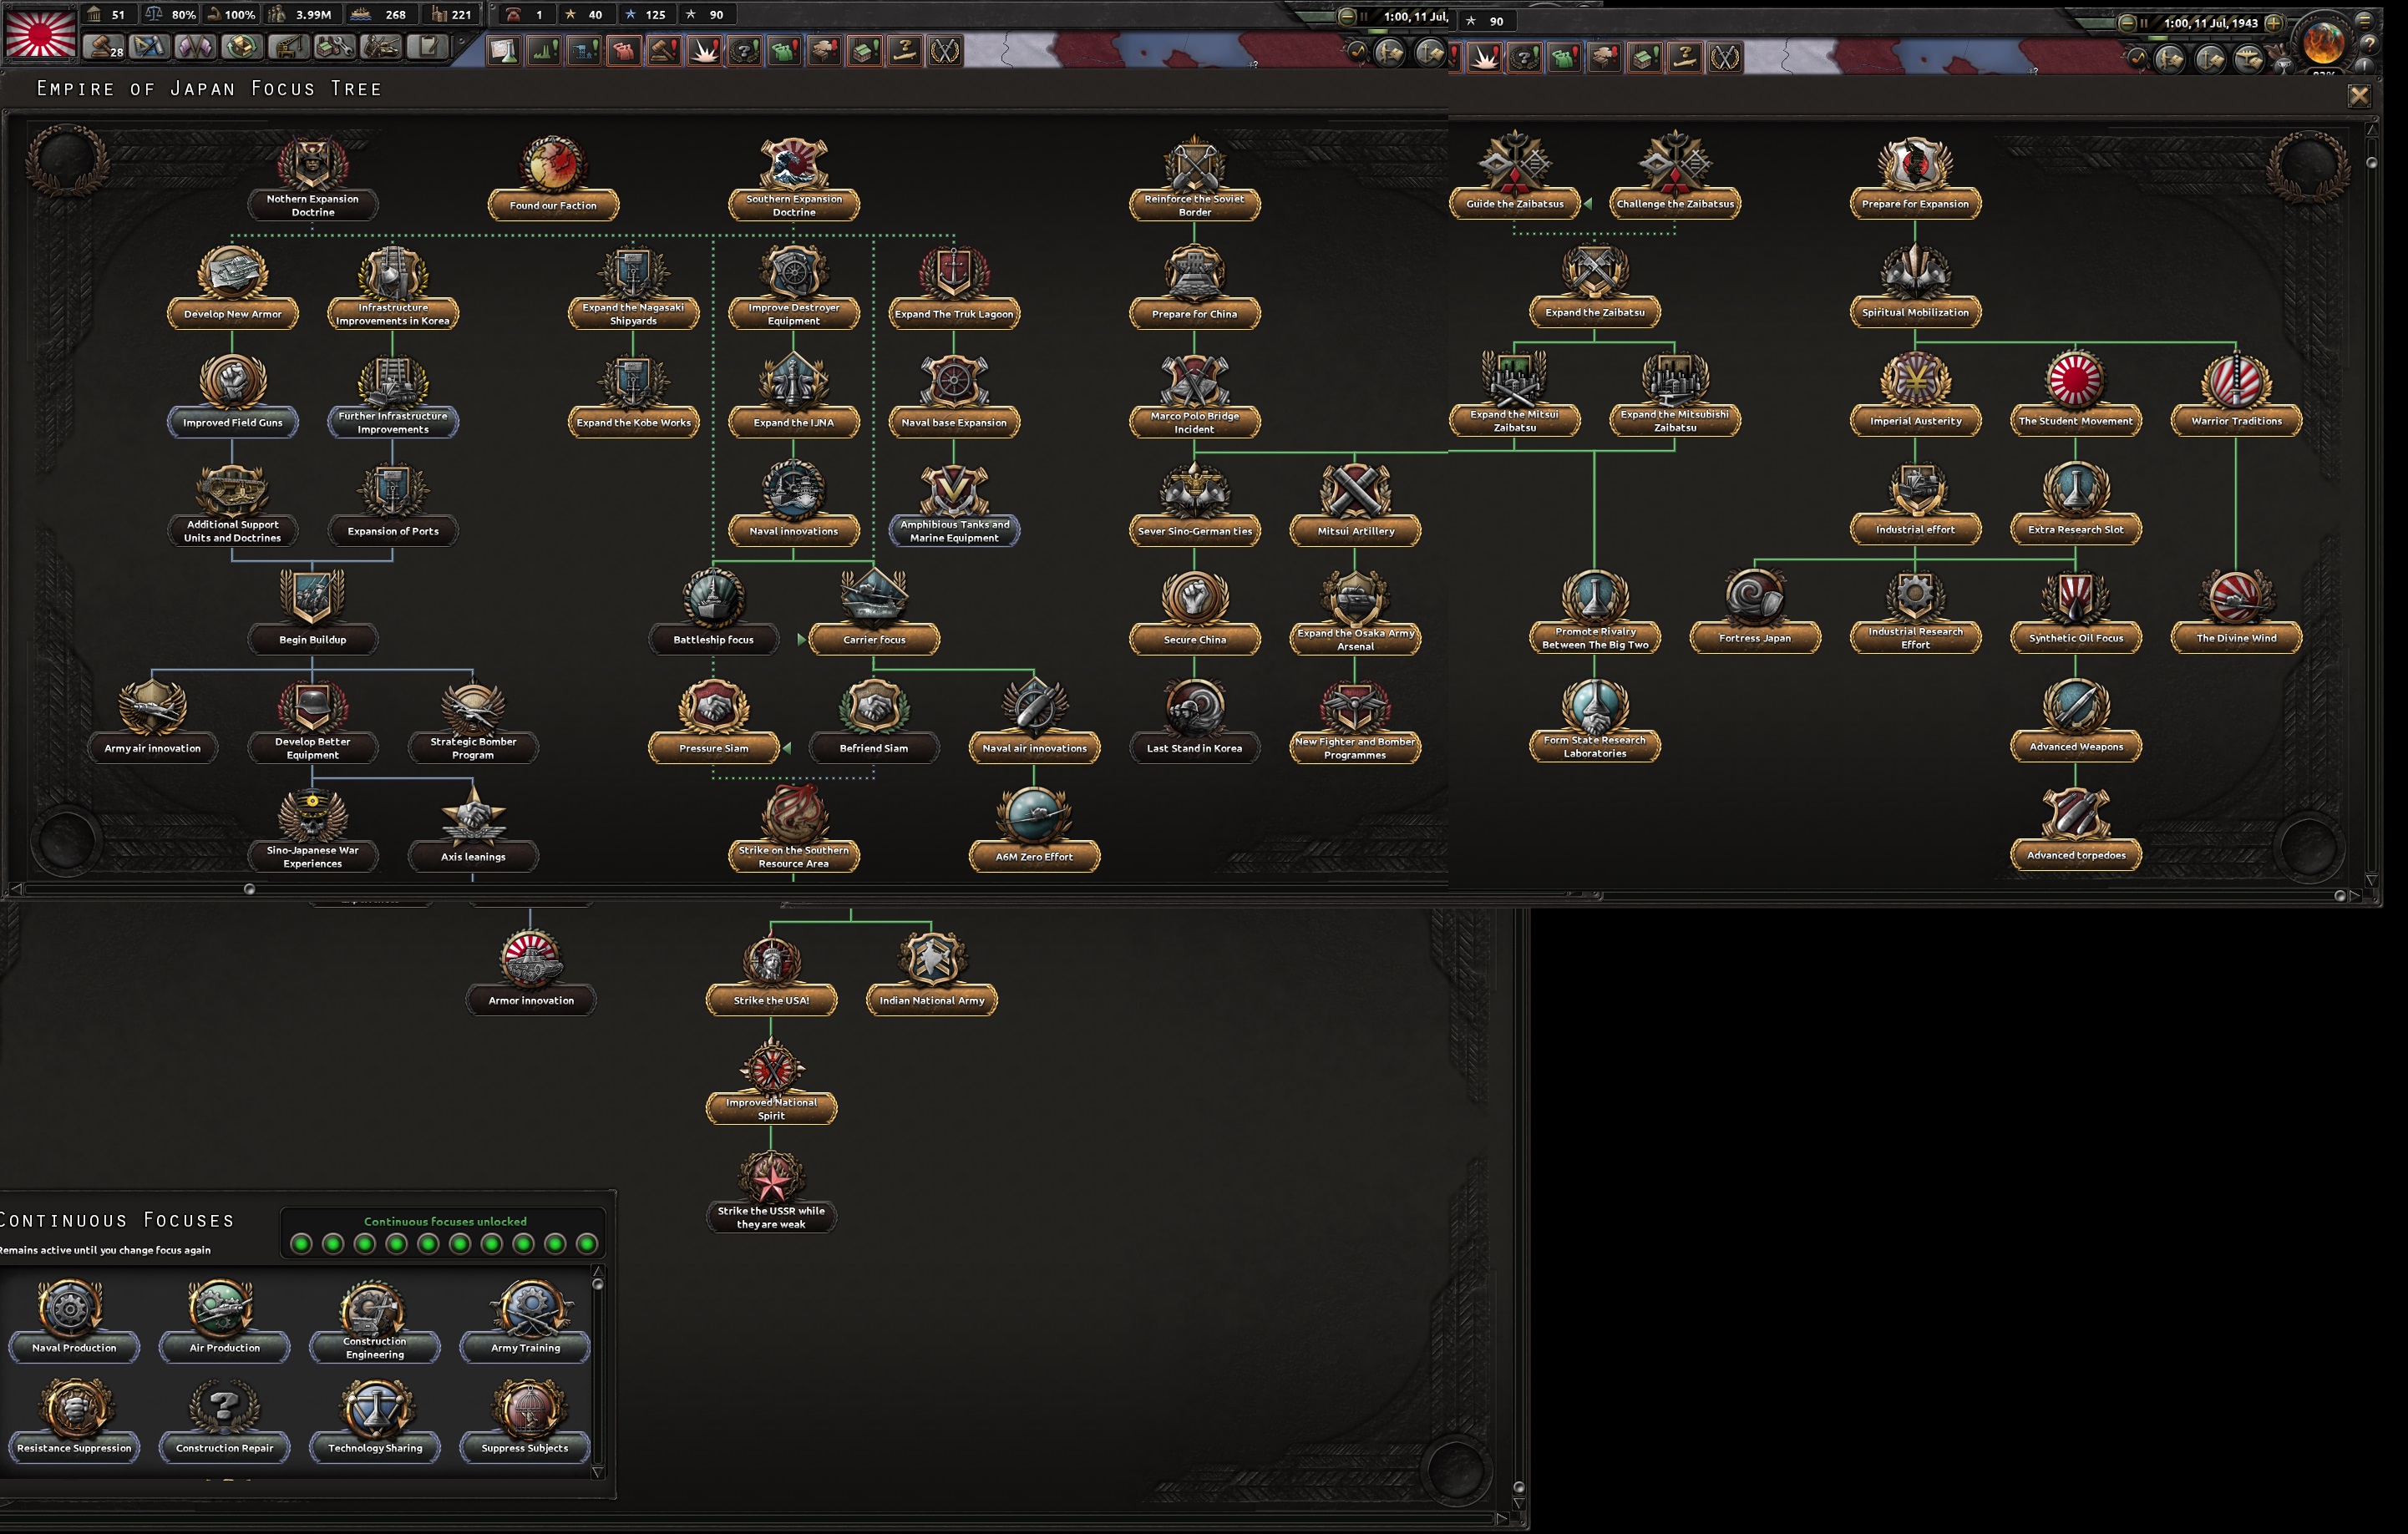 51 80% 100% 3.99M 268 221 1 40 125 90 1:00, 11 Jul,
90 1:00, 11 Jul, 1943
28
Empire of Japan Focus Tree
Nothern Expansion
Doctrine
Found our Faction
Southern Expansion
Doctrine
Reinforce the Soviet
Border
Guide the Zaibatsus
Challenge the Zaibatsus
Prepare for Expansion
Develop New Armor
Infrastructure
Improvements in Korea
Expand the Nagasaki
Shipyards
Improve Destroyer
Equipment
Expand The Truk Lagoon
Prepare for China
Expand the Zaibatsu
Spiritual Mobilization
Improved Field Guns
Further Infrastructure
Improvements
Expand the Kobe Works
Expand the IJNA
Naval base Expansion
Marco Polo Bridge
Incident
Expand the Mitsui
Zaibatsu
Expand the Mitsubishi
Zaibatsu
Imperial Austerity
The Student Movement
Warrior Traditions
Additional Support
Units and Doctrines
Expansion of Ports
Naval innovations
Amphibious Tanks and
Marine Equipment
Sever Sino-German ties
Mitsui Artillery
Industrial effort
Extra Research Slot
Begin Buildup
Battleship focus
Carrier focus
Secure China
Expand the Osaka Army
Arsenal
Promote Rivalry
Between The Big Two
Fortress Japan
Industrial Research
Effort
Synthetic Oil Focus
The Divine Wind
Army air innovation
Develop Better
Equipment
Strategic Bomber
Program
Pressure Siam
Befriend Siam
Naval air innovations
Last Stand in Korea
New Fighter and Bomber
Programmes
Form State Research
Laboratories
Advanced Weapons
Sino-Japanese War
Experiences
Axis leanings
Strike on the Southern
Resource Area
A6M Zero Effort
Advanced torpedoes
Armor innovation
Strike the USA!
Indian National Army
Improved National
Spirit
Strike the USSR while
they are weak
Continuous Focuses
Continuous focuses unlocked
Remains active until you change focus again
Naval Production
Air Production
Construction
Engineering
Army Training
Resistance Suppression
Construction Repair
Technology Sharing
Suppress Subjects